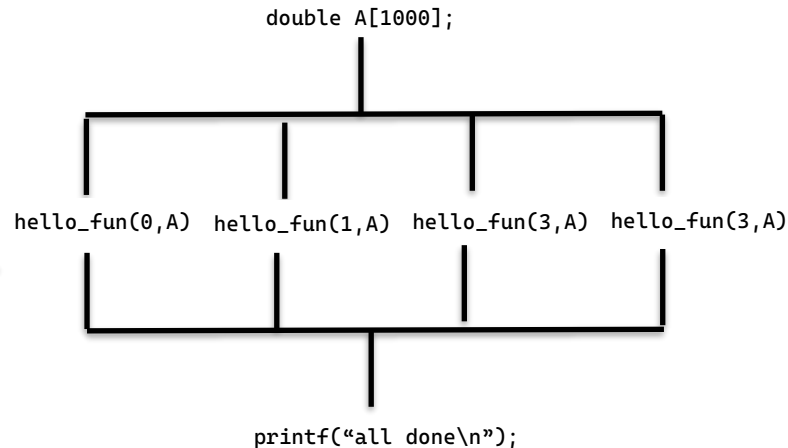 double A[1000];
hello_fun(0,A) hello_fun(1,A) hello_fun(3,A) hello_fun(3,A)
printf(“all done\n”);